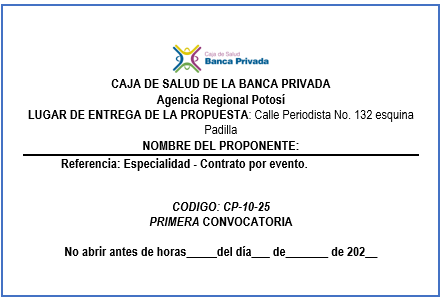 Caja de Salud
Banca Privada
CAJA DE SALUD DE LA BANCA PRIVADA
Agencia Regional Potosí
LUGAR DE ENTREGA DE LA PROPUESTA: Calle Periodista No. 132 esquina
Padilla
NOMBRE DEL PROPONENTE:
Referencia: Especialidad - Contrato por evento.
CODIGO: CP-10-25
PRIMERA CONVOCATORIA
No abrir antes de horas_____del día___ de_______ de 202__